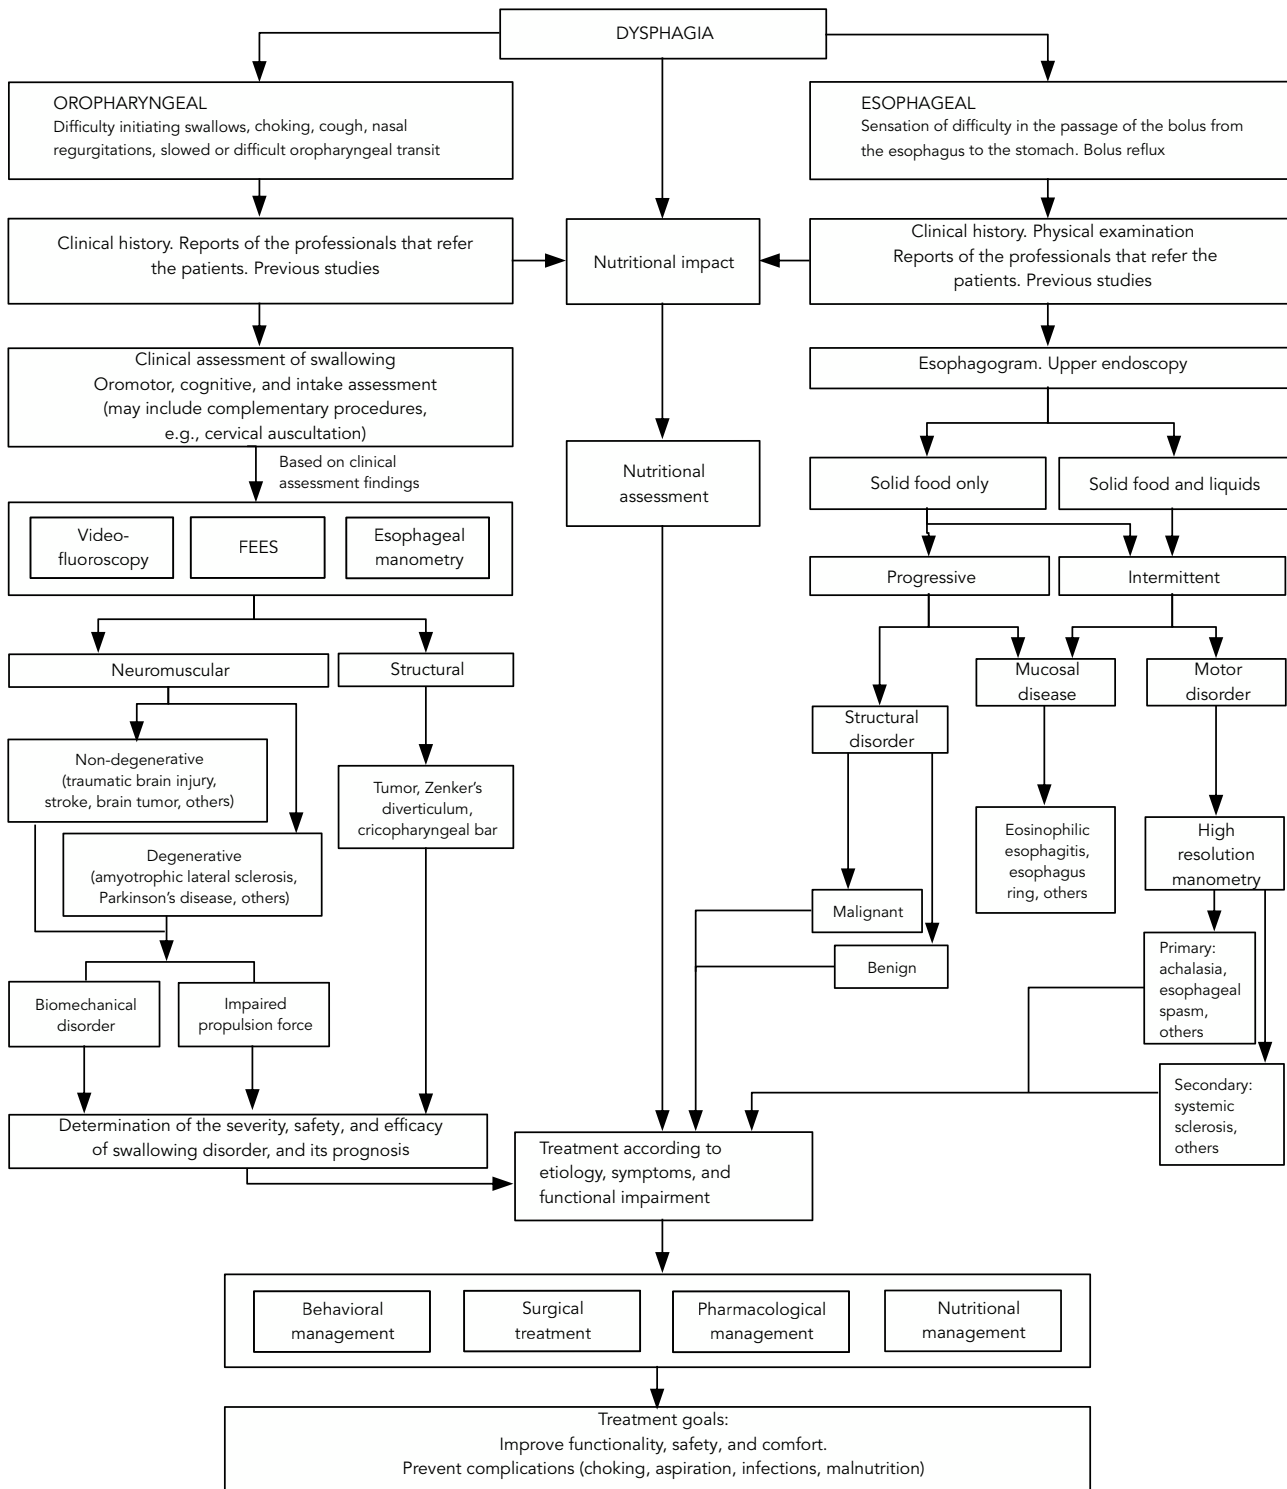 DYSPHAGIA
OROPHARYNGEAL
Difficulty initiating swallows, choking, cough, nasal
regurgitations, slowed or difficult oropharyngeal transit
ESOPHAGEAL
Sensation of difficulty in the passage of the bolus from
the esophagus to the stomach. Bolus reflux
Clinical history. Reports of the professionals that refer
the patients. Previous studies
Nutritional impact
Clinical history. Physical examination
Reports of the professionals that refer the
patients. Previous studies
Clinical assessment of swallowing
Oromotor, cognitive, and intake assessment
(may include complementary procedures,
e.g., cervical auscultation)
Esophagogram. Upper endoscopy
Based on clinical
assessment findings
Nutritional
assessment
Solid food only
Solid food and liquids
Video-
fluoroscopy
FEES
Esophageal
manometry
Progressive
Intermittent
Neuromuscular
Structural
Mucosal
disease
Motor
disorder
Structural
disorder
Non-degenerative
(traumatic brain injury,
stroke, brain tumor, others)
Tumor, Zenker's
diverticulum,
cricopharyngeal bar
Degenerative
(amyotrophic lateral sclerosis,
Parkinson's disease, others)
Eosinophilic
esophagitis,
esophagus
ring, others
High
resolution
manometry
Malignant
Benign
Primary:
achalasia,
esophageal
spasm,
others
Biomechanical
disorder
Impaired
propulsion force
Secondary:
systemic
sclerosis,
others
Determination of the severity, safety, and efficacy
of swallowing disorder, and its prognosis
Treatment according to
etiology, symptoms, and
functional impairment
Behavioral
management
Surgical
treatment
Pharmacological
management
Nutritional
management
Treatment goals:
Improve functionality, safety, and comfort.
Prevent complications (choking, aspiration, infections, malnutrition)